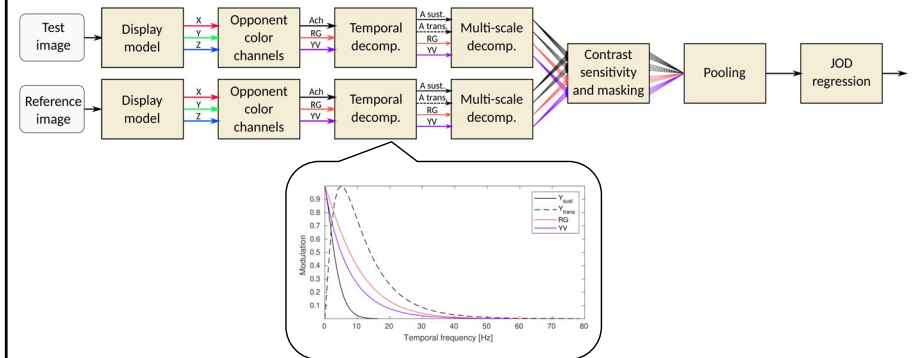 Test
image
Display
model
X
Y
Z
Opponent
color
channels
Ach
RG
YV
Temporal
decomp.
A sust.
A trans.
RG
YV
Multi-scale
decomp.
Reference
image
Display
model
X
Y
Z
Opponent
color
channels
Ach
RG
YV
Temporal
decomp.
A sust.
A trans.
RG
YV
Multi-scale
decomp.
Contrast
sensitivity
and masking
Pooling
JOD
regression
Modulation
0.9
0.8
0.7
0.6
0.5
0.4
0.3
0.2
0.1
0 10 20 30 40 50 60 70 80
Temporal frequency [Hz]
Y sust
Y trans
RG
YV